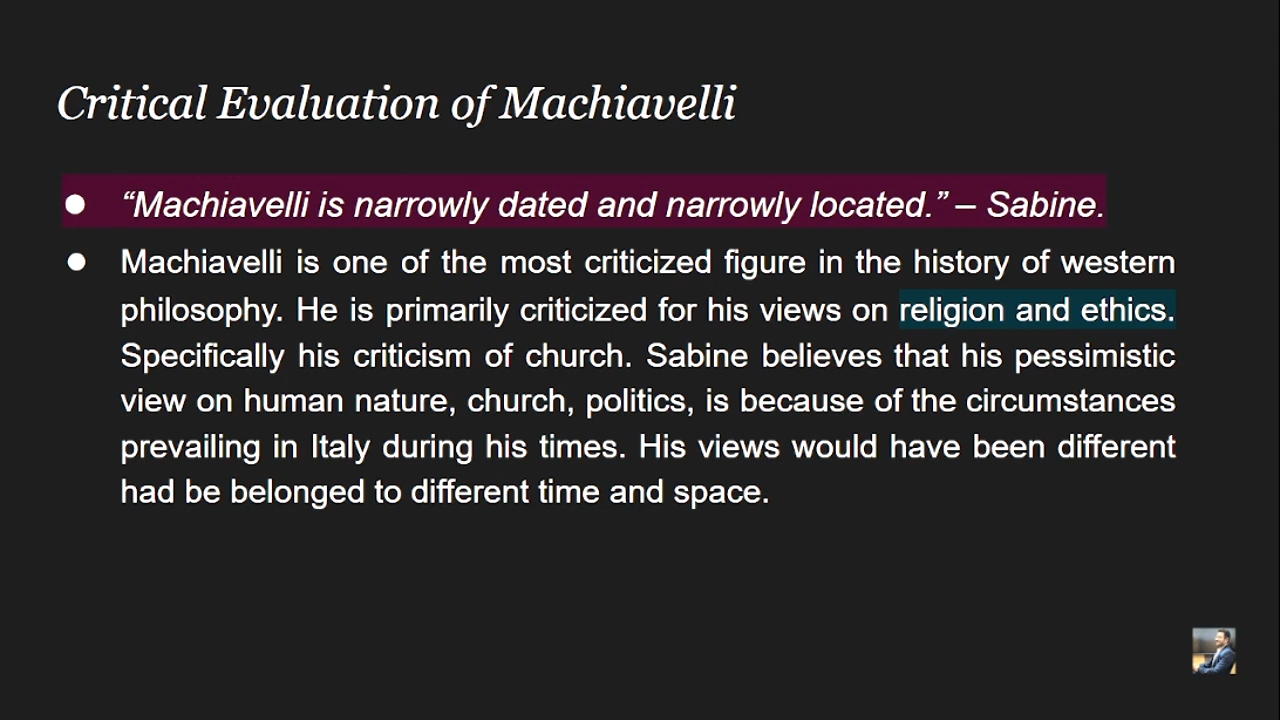 Critical Evaluation of Machiavelli
● “Machiavelli is narrowly dated and narrowly located.” – Sabine.
● Machiavelli is one of the most criticized figure in the history of western
philosophy. He is primarily criticized for his views on religion and ethics.
Specifically his criticism of church. Sabine believes that his pessimistic
view on human nature, church, politics, is because of the circumstances
prevailing in Italy during his times. His views would have been different
had be belonged to different time and space.